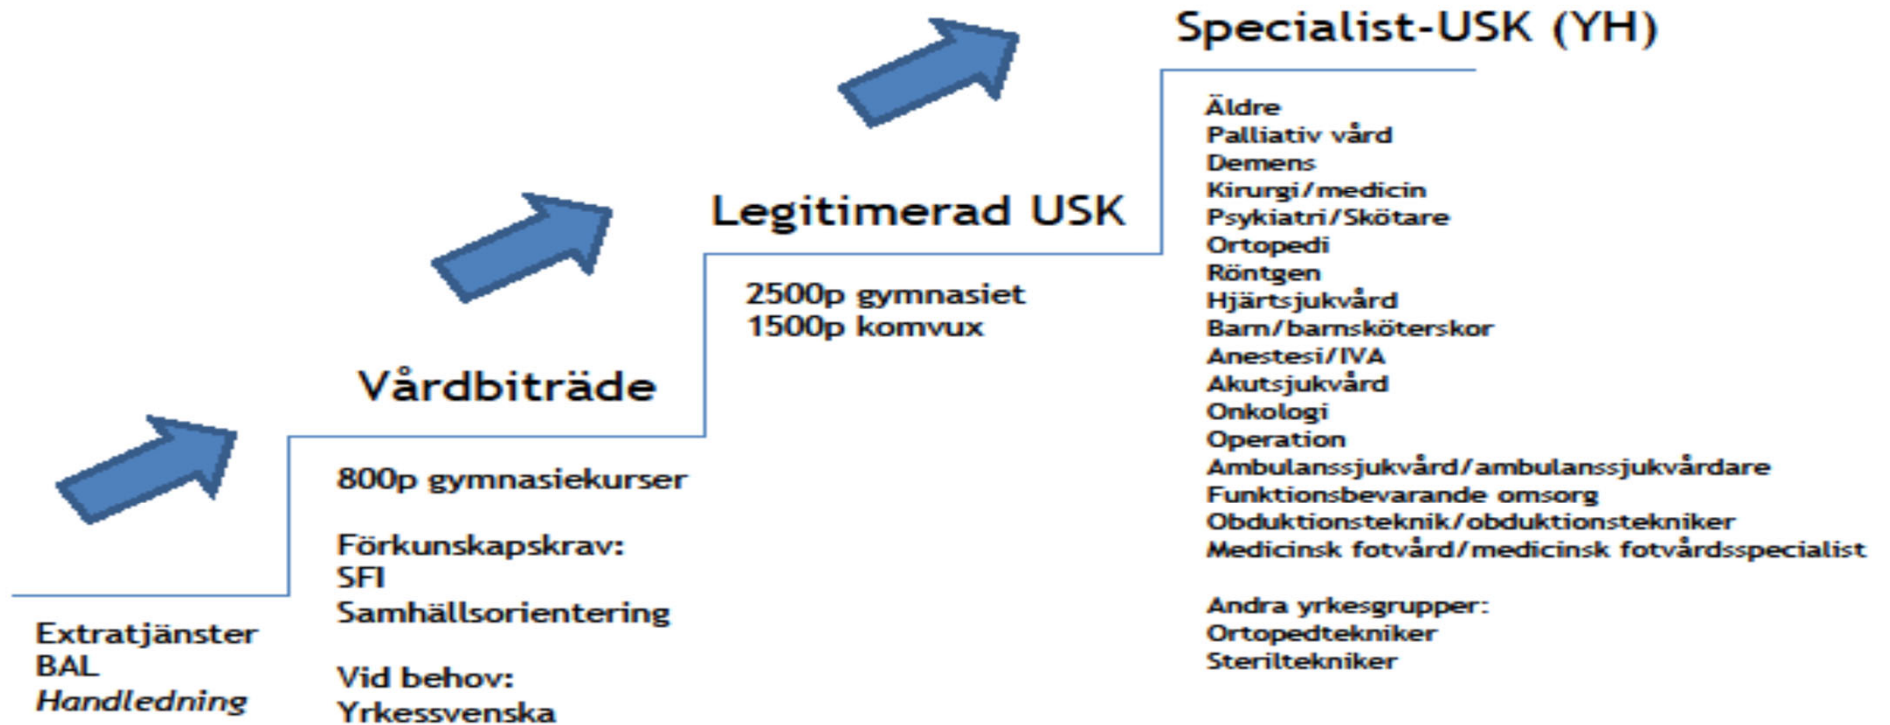 Extratjänster
BAL
Handledning
Vårdbiträde
800p gymnasiekurser
Förkunskapskrav:
SFI
Samhällsorientering
Vid behov:
Yrkessvenska
Legitimerad USK
2500p gymnasiet
1500p komvux
Specialist-USK (YH)
Äldre
Palliativ vård
Demens
Kirurgi/medicin
Psykiatri/Skötare
Ortopedi
Röntgen
Hjärtsjukvård
Barn/barnsköterskor
Anestesi/IVA
Akutsjukvård
Onkologi
Operation
Ambulanssjukvård/ambulanssjukvårdare
Funktionsbevarande omsorg
Obduktionsteknik/obduktionstekniker
Medicinsk fotvård/medicinsk fotvårdsspecialist
Andra yrkesgrupper:
Ortopedtekniker
Steriltekniker